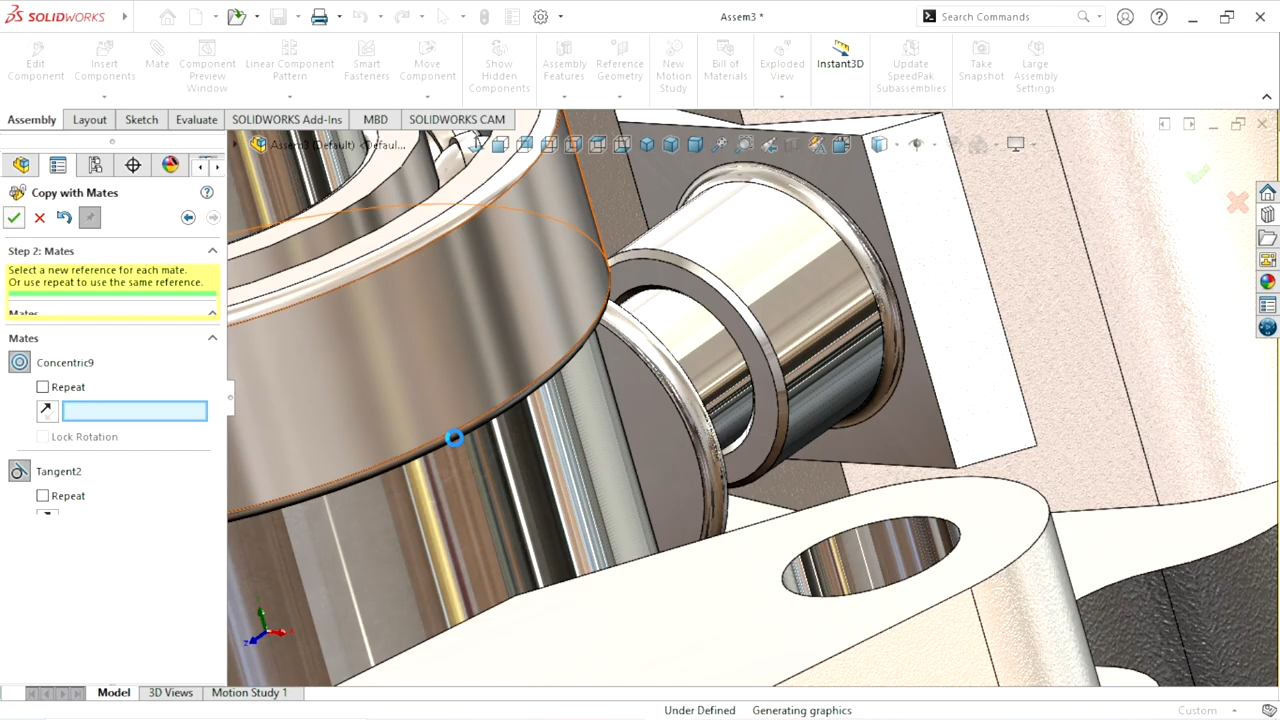 SOLIDWORKS
Assem3 *
Search Commands
Edit Component
Insert Components
Mate
Component Preview Window
Linear Component Pattern
Smart Fasteners
Move Component
Show Hidden Components
Assembly Features
Reference Geometry
New Motion Study
Bill of Materials
Exploded View
Instant3D
Update SpeedPak Subassemblies
Take Snapshot
Large Assembly Settings
Assembly
Layout
Sketch
Evaluate
SOLIDWORKS Add-Ins
MBD
SOLIDWORKS CAM
Assem3 (Default) <Defaul...
Copy with Mates
Step 2: Mates
Select a new reference for each mate.
Or use repeat to use the same reference.
Mates
Mates
Concentric9
Repeat
Lock Rotation
Tangent2
Repeat
Model
3D Views
Motion Study 1
Under Defined
Generating graphics
Custom